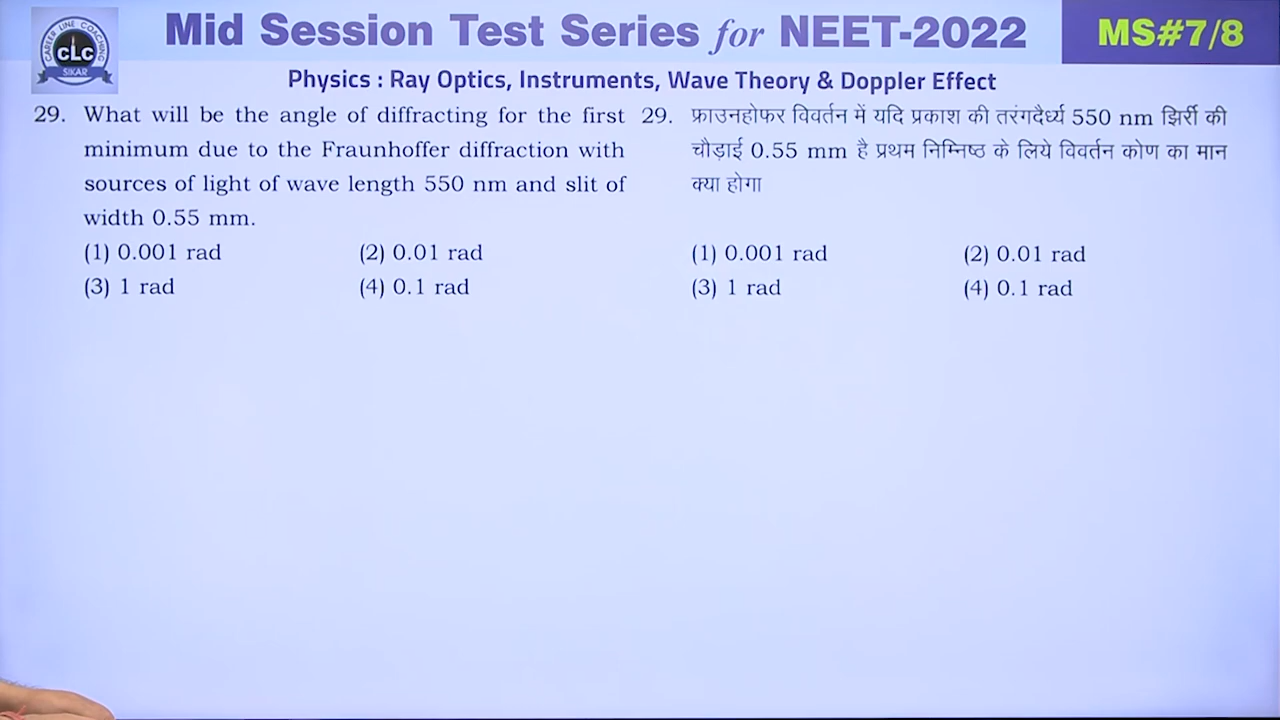 CAREER LINE COACHING
CLC
SIKAR
Mid Session Test Series for NEET-2022
MS#7/8
Physics : Ray Optics, Instruments, Wave Theory & Doppler Effect
29. What will be the angle of diffracting for the first
minimum due to the Fraunhoffer diffraction with
sources of light of wave length 550 nm and slit of
width 0.55 mm.
(1) 0.001 rad (2) 0.01 rad
(3) 1 rad (4) 0.1 rad
29. फ्राउनहोफर विवर्तन में यदि प्रकाश की तरंगदैर्ध्य 550 nm झिर्री की
चौड़ाई 0.55 mm है प्रथम निम्निष्ठ के लिये विवर्तन कोण का मान
क्या होगा
(1) 0.001 rad (2) 0.01 rad
(3) 1 rad (4) 0.1 rad